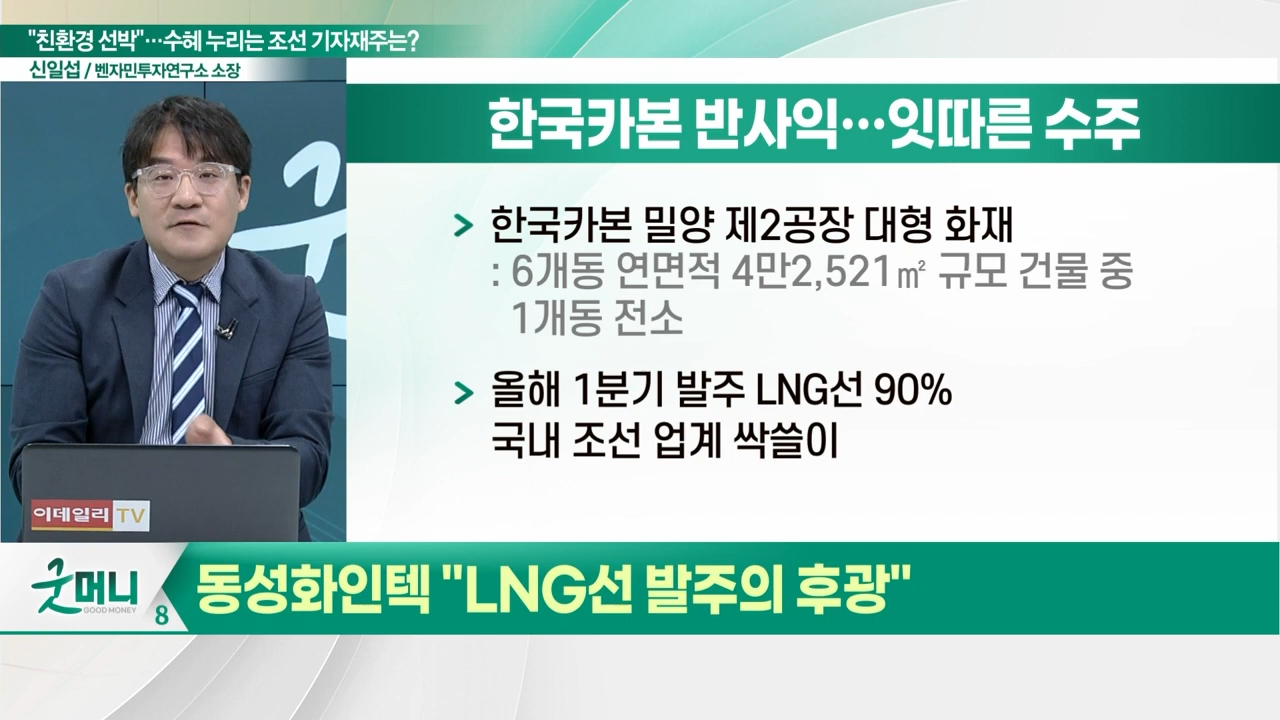 "친환경 선박"…수혜 누리는 조선 기자재주는?
신일섭 / 벤자민투자연구소 소장
한국카본 반사익…잇따른 수주
> 한국카본 밀양 제2공장 대형 화재
: 6개동 연면적 4만2,521㎡ 규모 건물 중
1개동 전소
> 올해 1분기 발주 LNG선 90%
국내 조선 업계 싹쓸이
이데일리TV
굿머니
GOOD MONEY
8
동성화인텍 "LNG선 발주의 후광"